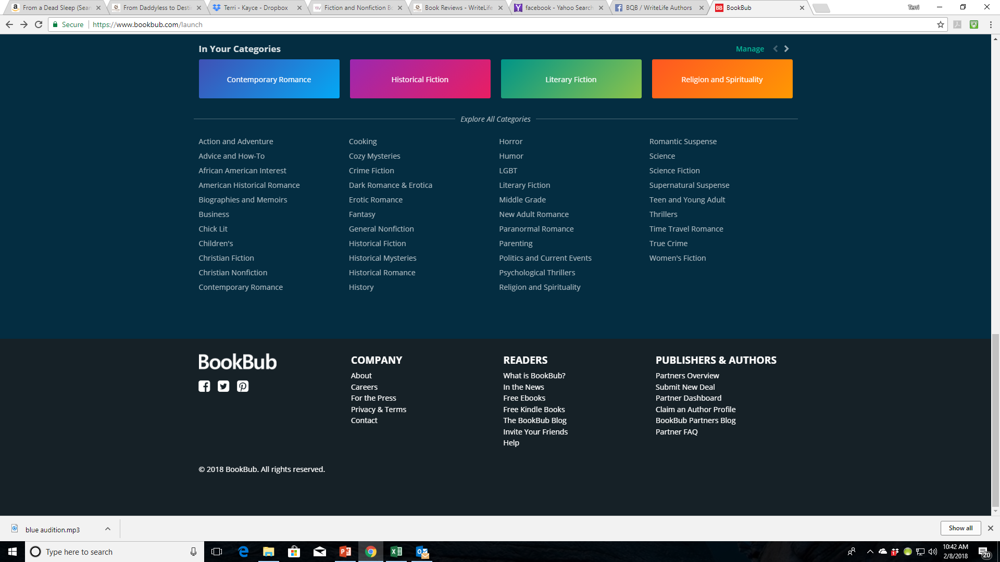 From a Dead Sleep (Sean
From Daddyless to Desti
Terri - Kayce - Dropbox
Fiction and Nonfiction Bo
Book Reviews - WriteLife
facebook - Yahoo Search
BQB / WriteLife Authors
BookBub
Terri
Secure
https://www.bookbub.com/launch
In Your Categories
Manage
Contemporary Romance
Historical Fiction
Literary Fiction
Religion and Spirituality
Explore All Categories
Action and Adventure
Advice and How-To
African American Interest
American Historical Romance
Biographies and Memoirs
Business
Chick Lit
Children's
Christian Fiction
Christian Nonfiction
Contemporary Romance
Cooking
Cozy Mysteries
Crime Fiction
Dark Romance & Erotica
Erotic Romance
Fantasy
General Nonfiction
Historical Fiction
Historical Mysteries
Historical Romance
History
Horror
Humor
LGBT
Literary Fiction
Middle Grade
New Adult Romance
Paranormal Romance
Parenting
Politics and Current Events
Psychological Thrillers
Religion and Spirituality
Romantic Suspense
Science
Science Fiction
Supernatural Suspense
Teen and Young Adult
Thrillers
Time Travel Romance
True Crime
Women's Fiction
BookBub
COMPANY
About
Careers
For the Press
Privacy & Terms
Contact
READERS
What is BookBub?
In the News
Free Ebooks
Free Kindle Books
The BookBub Blog
Invite Your Friends
Help
PUBLISHERS & AUTHORS
Partners Overview
Submit New Deal
Partner Dashboard
Claim an Author Profile
BookBub Partners Blog
Partner FAQ
© 2018 BookBub. All rights reserved.
blue audition.mp3
Show all
Type here to search
10:42 AM
2/8/2018
20